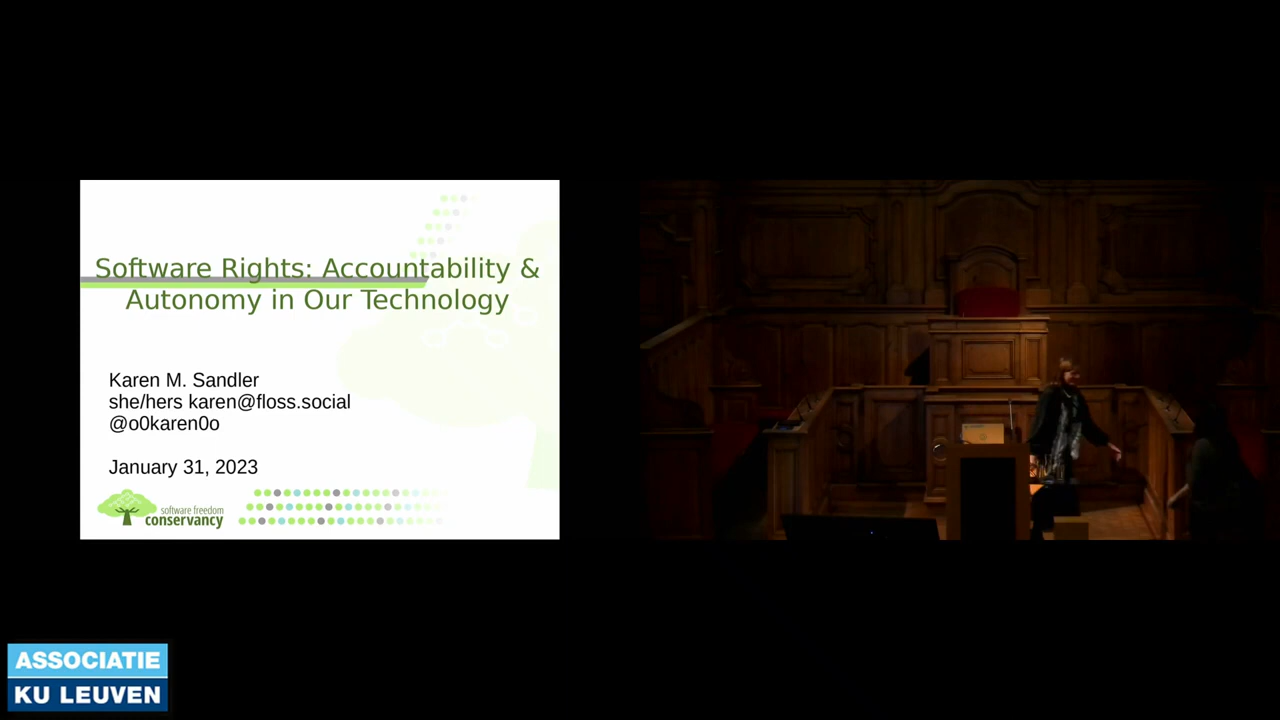 Software Rights: Accountability &
Autonomy in Our Technology
Karen M. Sandler
she/hers karen@floss.social
@o0karen0o
January 31, 2023
software freedom
conservancy
ASSOCIATIE
KU LEUVEN